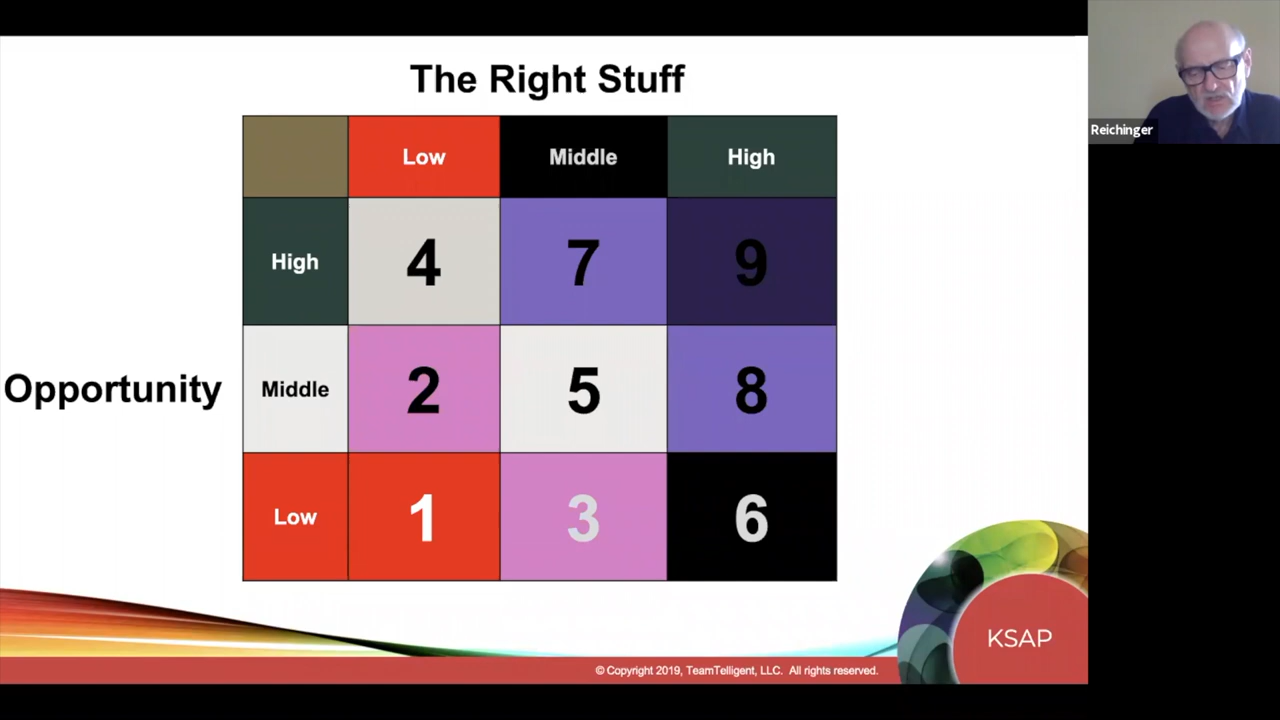 The Right Stuff
Low Middle High
High 4 7 9
Opportunity Middle 2 5 8
Low 1 3 6
KSAP
© Copyright 2019, TeamTelligent, LLC. All rights reserved.
Reichinger